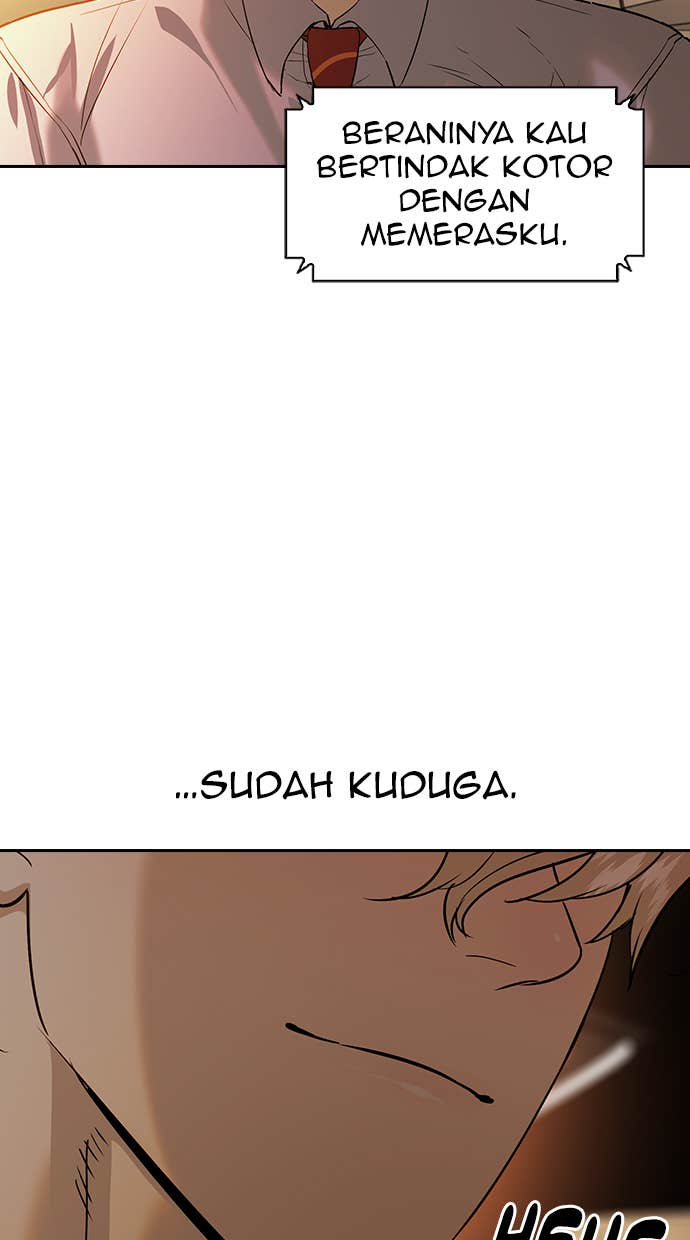 BERANINYA KAU
BERTINDAK KOTOR
DENGAN
MEMERASKU.
...SUDAH KUDUGA.